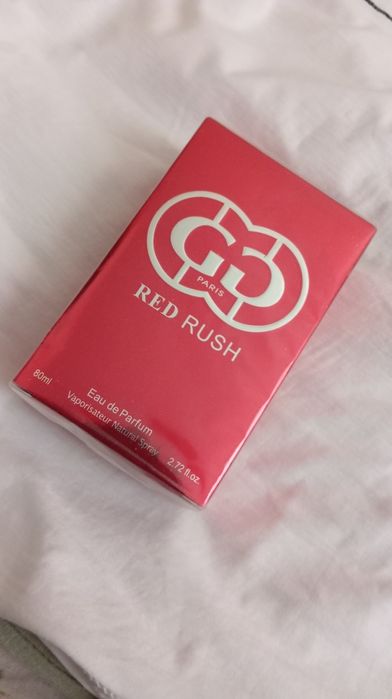 GG
PARIS
RED RUSH
80ml
Eau de Parfum
Vaporisateur Natural Spray
2.72 fl.oz.